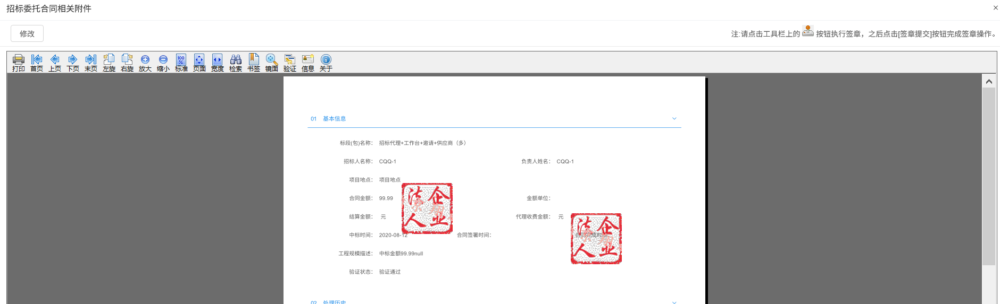 招标委托合同相关附件
修改
注:请点击工具栏上的 按钮执行签章，之后点击[签章提交]按钮完成签章操作。
打印 首页 上页 下页 末页 左旋 右旋 放大 缩小 标准 页面 宽度 检索 书签 镜面 验证 信息 关于
01 基本信息
标段(包)名称： 招标代理+工作台+邀请+供应商（多）
招标人名称： CQQ-1 负责人姓名： CQQ-1
项目地点： 项目地点
合同金额： 99.99 金额单位：
结算金额： 元 代理收费金额： 元
中标时间： 2020-08-12 合同签署时间： 合同完成时间
工程规模描述： 中标金额99.99null
验证状态： 验证通过
企业法人
企业法人
02 处理历史